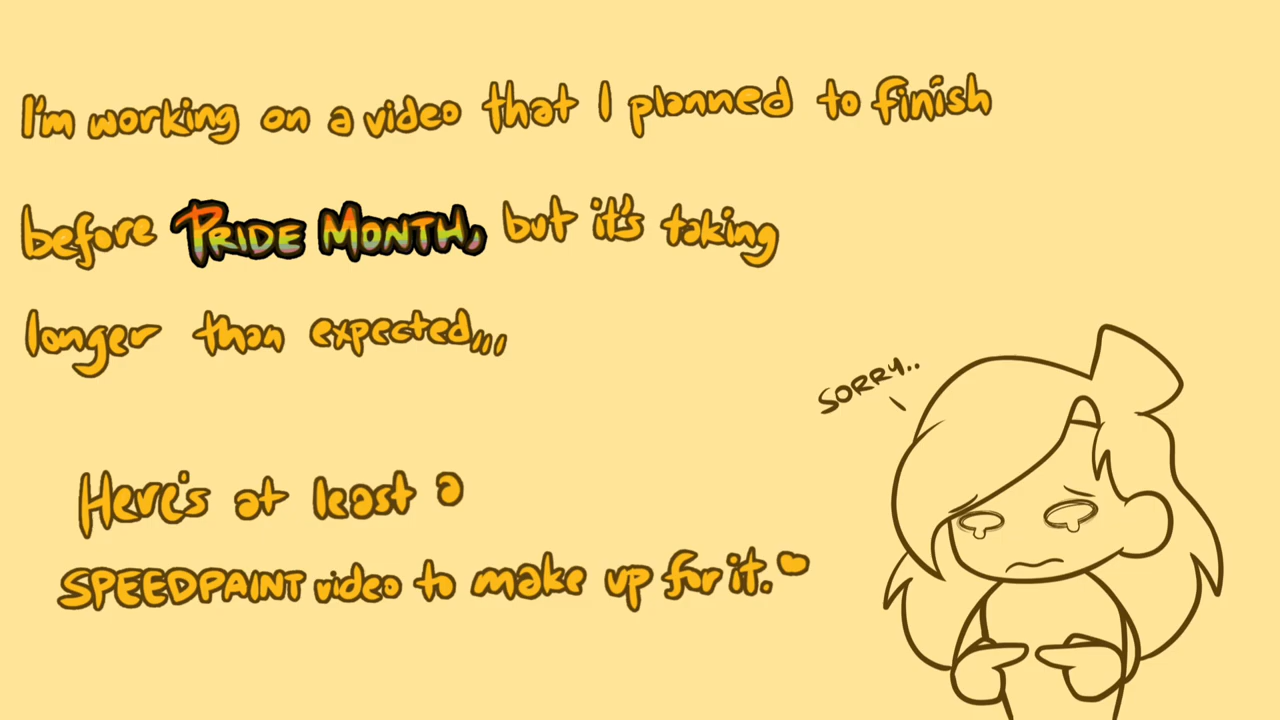 I'm working on a video that I planned to finish
before PRIDE MONTH, but it's taking
longer than expected,,,
SORRY..
Here's at least a
SPEEDPAINT video to make up for it.♥